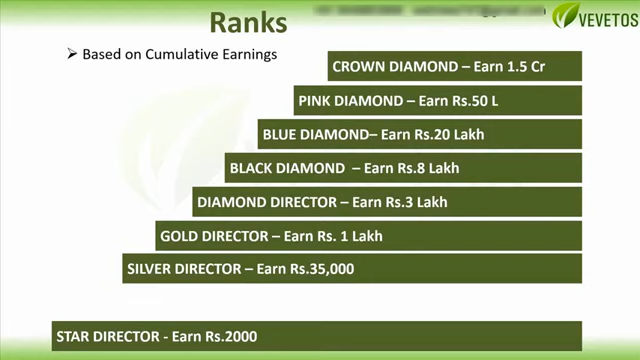 Ranks
VEVETOS
➢ Based on Cumulative Earnings
CROWN DIAMOND – Earn 1.5 Cr
PINK DIAMOND – Earn Rs.50 L
BLUE DIAMOND– Earn Rs.20 Lakh
BLACK DIAMOND – Earn Rs.8 Lakh
DIAMOND DIRECTOR – Earn Rs.3 Lakh
GOLD DIRECTOR – Earn Rs. 1 Lakh
SILVER DIRECTOR – Earn Rs.35,000
STAR DIRECTOR - Earn Rs.2000